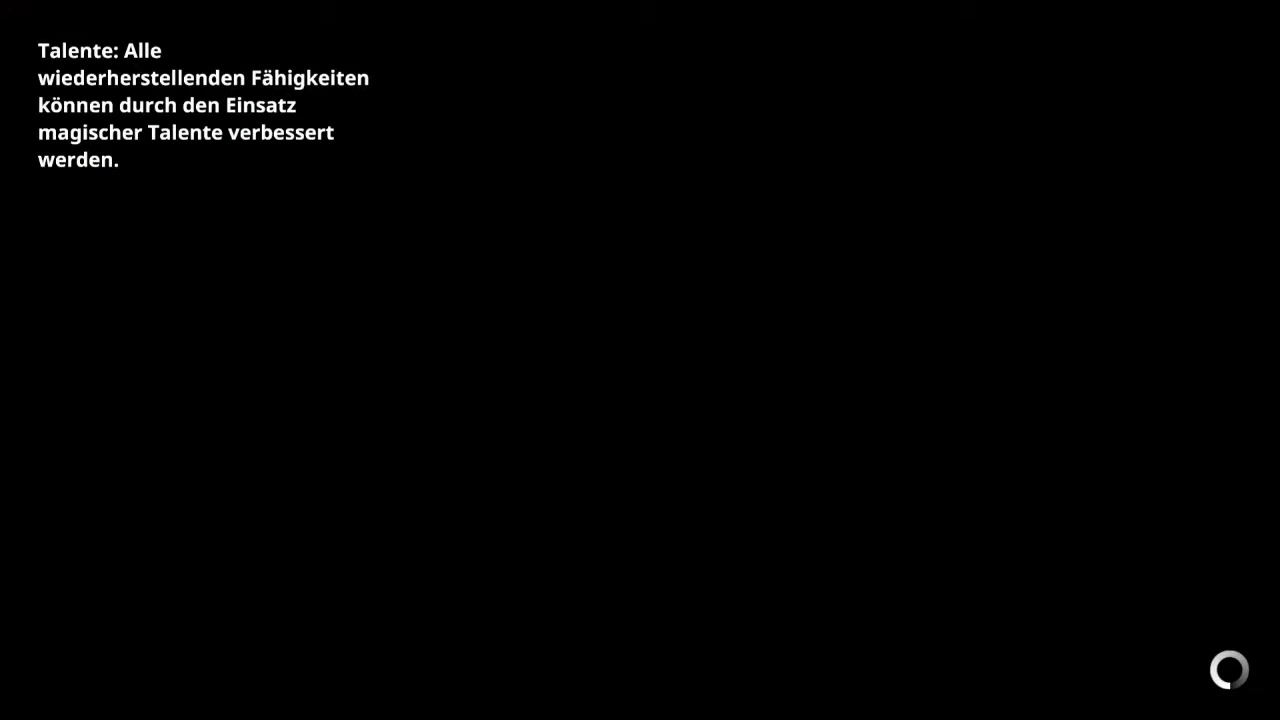 Talente: Alle
wiederherstellenden Fähigkeiten
können durch den Einsatz
magischer Talente verbessert
werden.